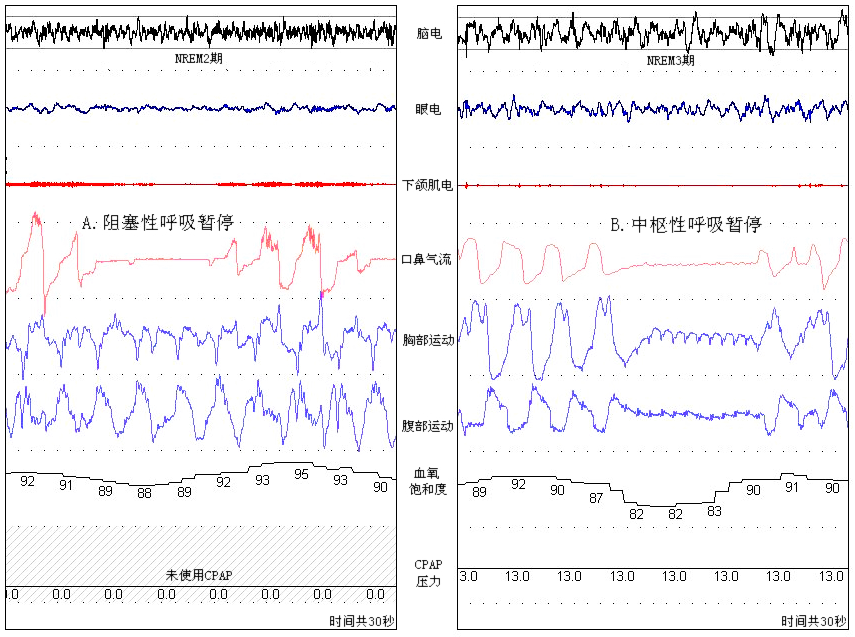 脑电
NREM2期
NREM3期
眼电
下颌肌电
A. 阻塞性呼吸暂停
B. 中枢性呼吸暂停
口鼻气流
胸部运动
腹部运动
血氧
饱和度
92 91 89 88 89 92 93 95 93 90
89 92 90 87 82 82 83 90 91 90
CPAP
压力
未使用CPAP
0.0 0.0 0.0 0.0 0.0 0.0 0.0
3.0 13.0 13.0 13.0 13.0 13.0 13.0 13.0
时间共30秒
时间共30秒